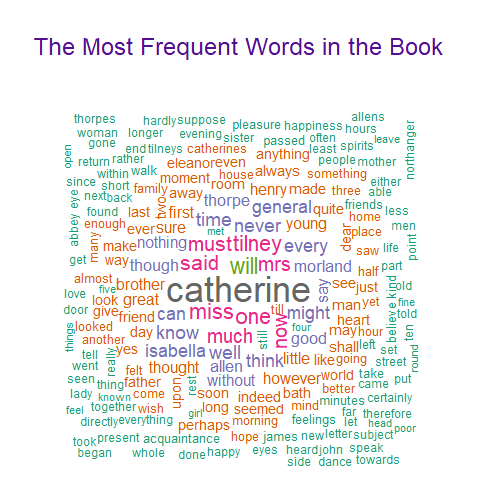 The Most Frequent Words in the Book
thorpes hardly suppose allens
woman longer evening pleasure happiness hours
gone end tilneys sister passed often spirits leave
open return rather catherines anything least people mother northanger
since within walk eleanor even house always something either
short family moment room henry made three able
next back away thorpe general quite friends less
abbey eye found last two first time met never young dear home men
enough ever sure must tilney every place point
many make nothing said will mrs morland saw life
get way though half part
almost five brother catherine say see just old
love look great till man yet kind fine
door give friend can miss one now might heart believe told
things looked day know much still four good may hour left set
another yes isabella well think little like going shall street round ten
tell really felt thought allen world take put
went thing father upon rest without however better came
seen known come soon indeed bath minutes certainly
lady together wish girl long seemed mind far therefore
feel directly everything perhaps morning feelings let head poor
took present acquaintance hope james new letter subject
began whole done happy eyes heard john speak
side dance towards